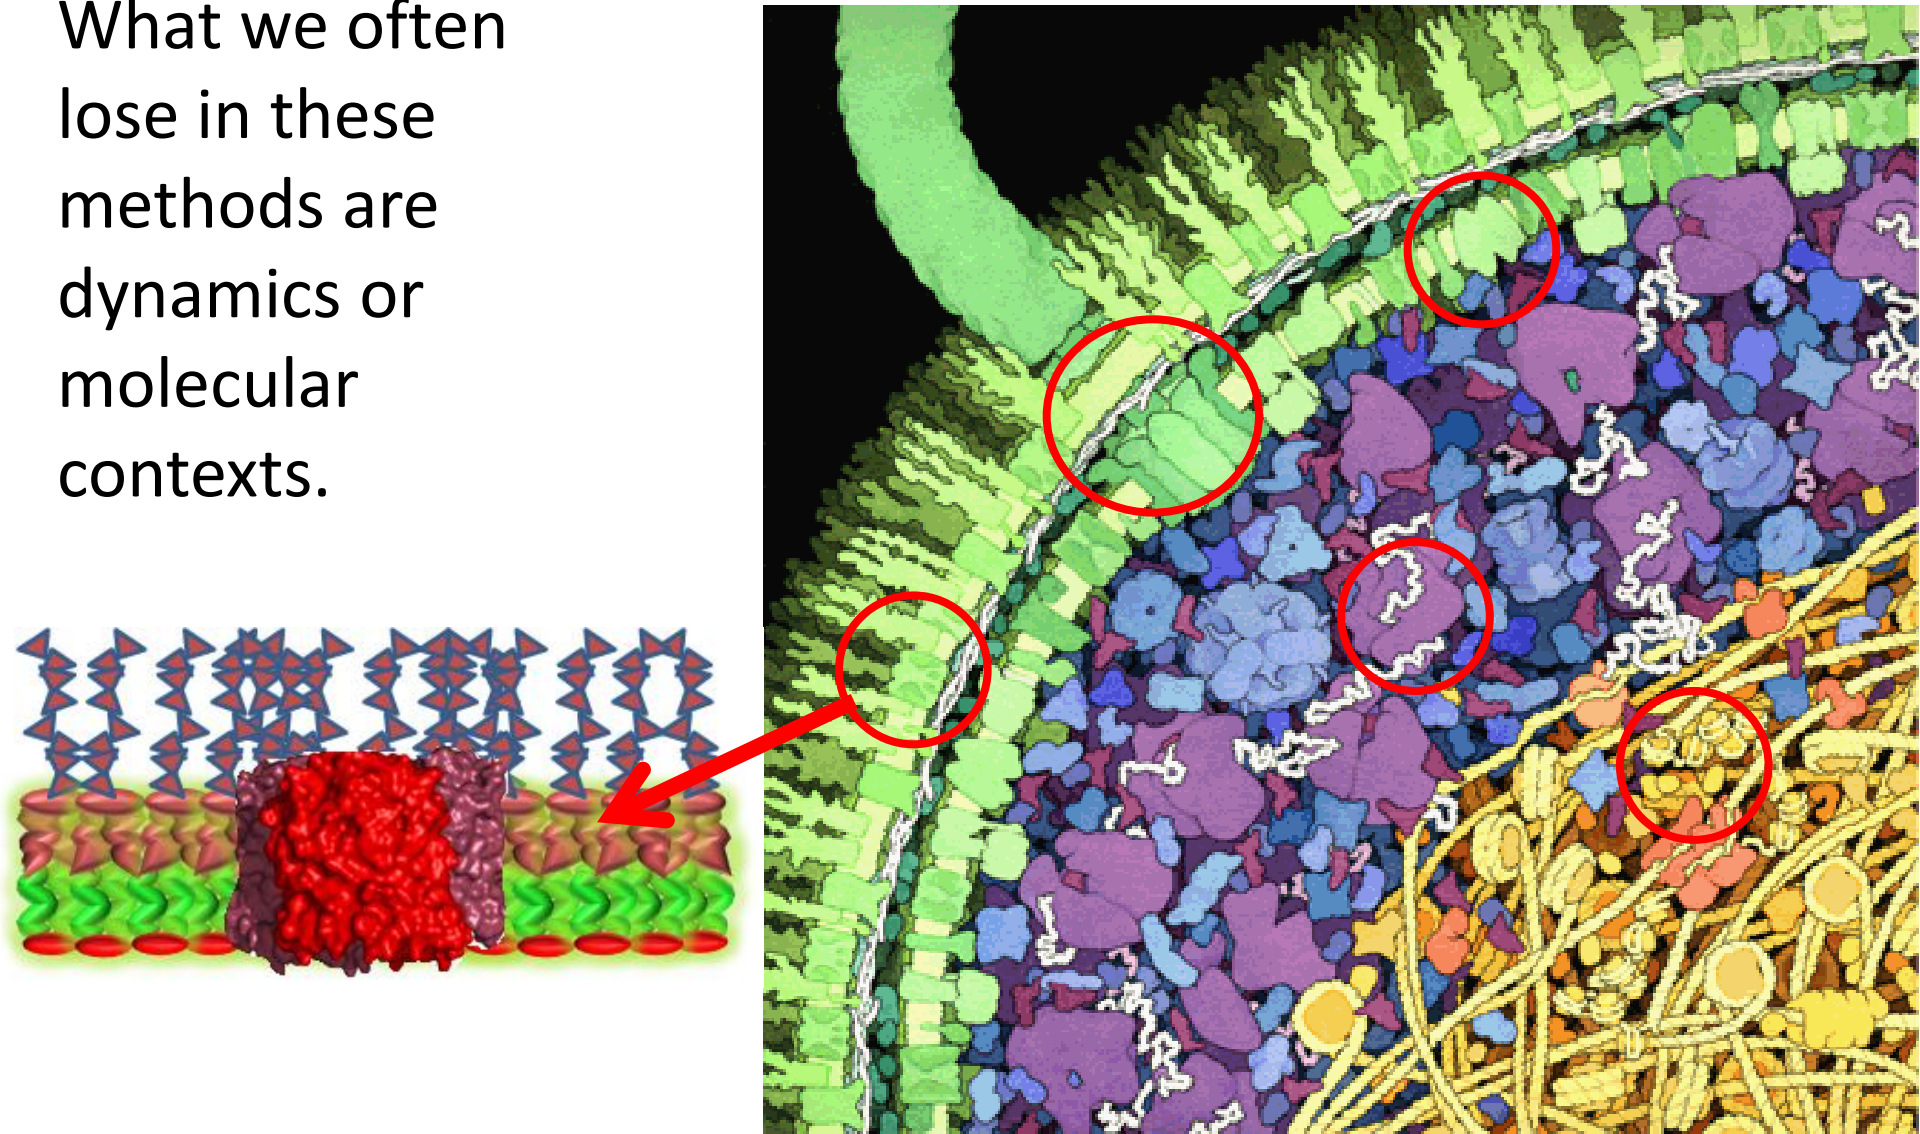 What we often
lose in these
methods are
dynamics or
molecular
contexts.